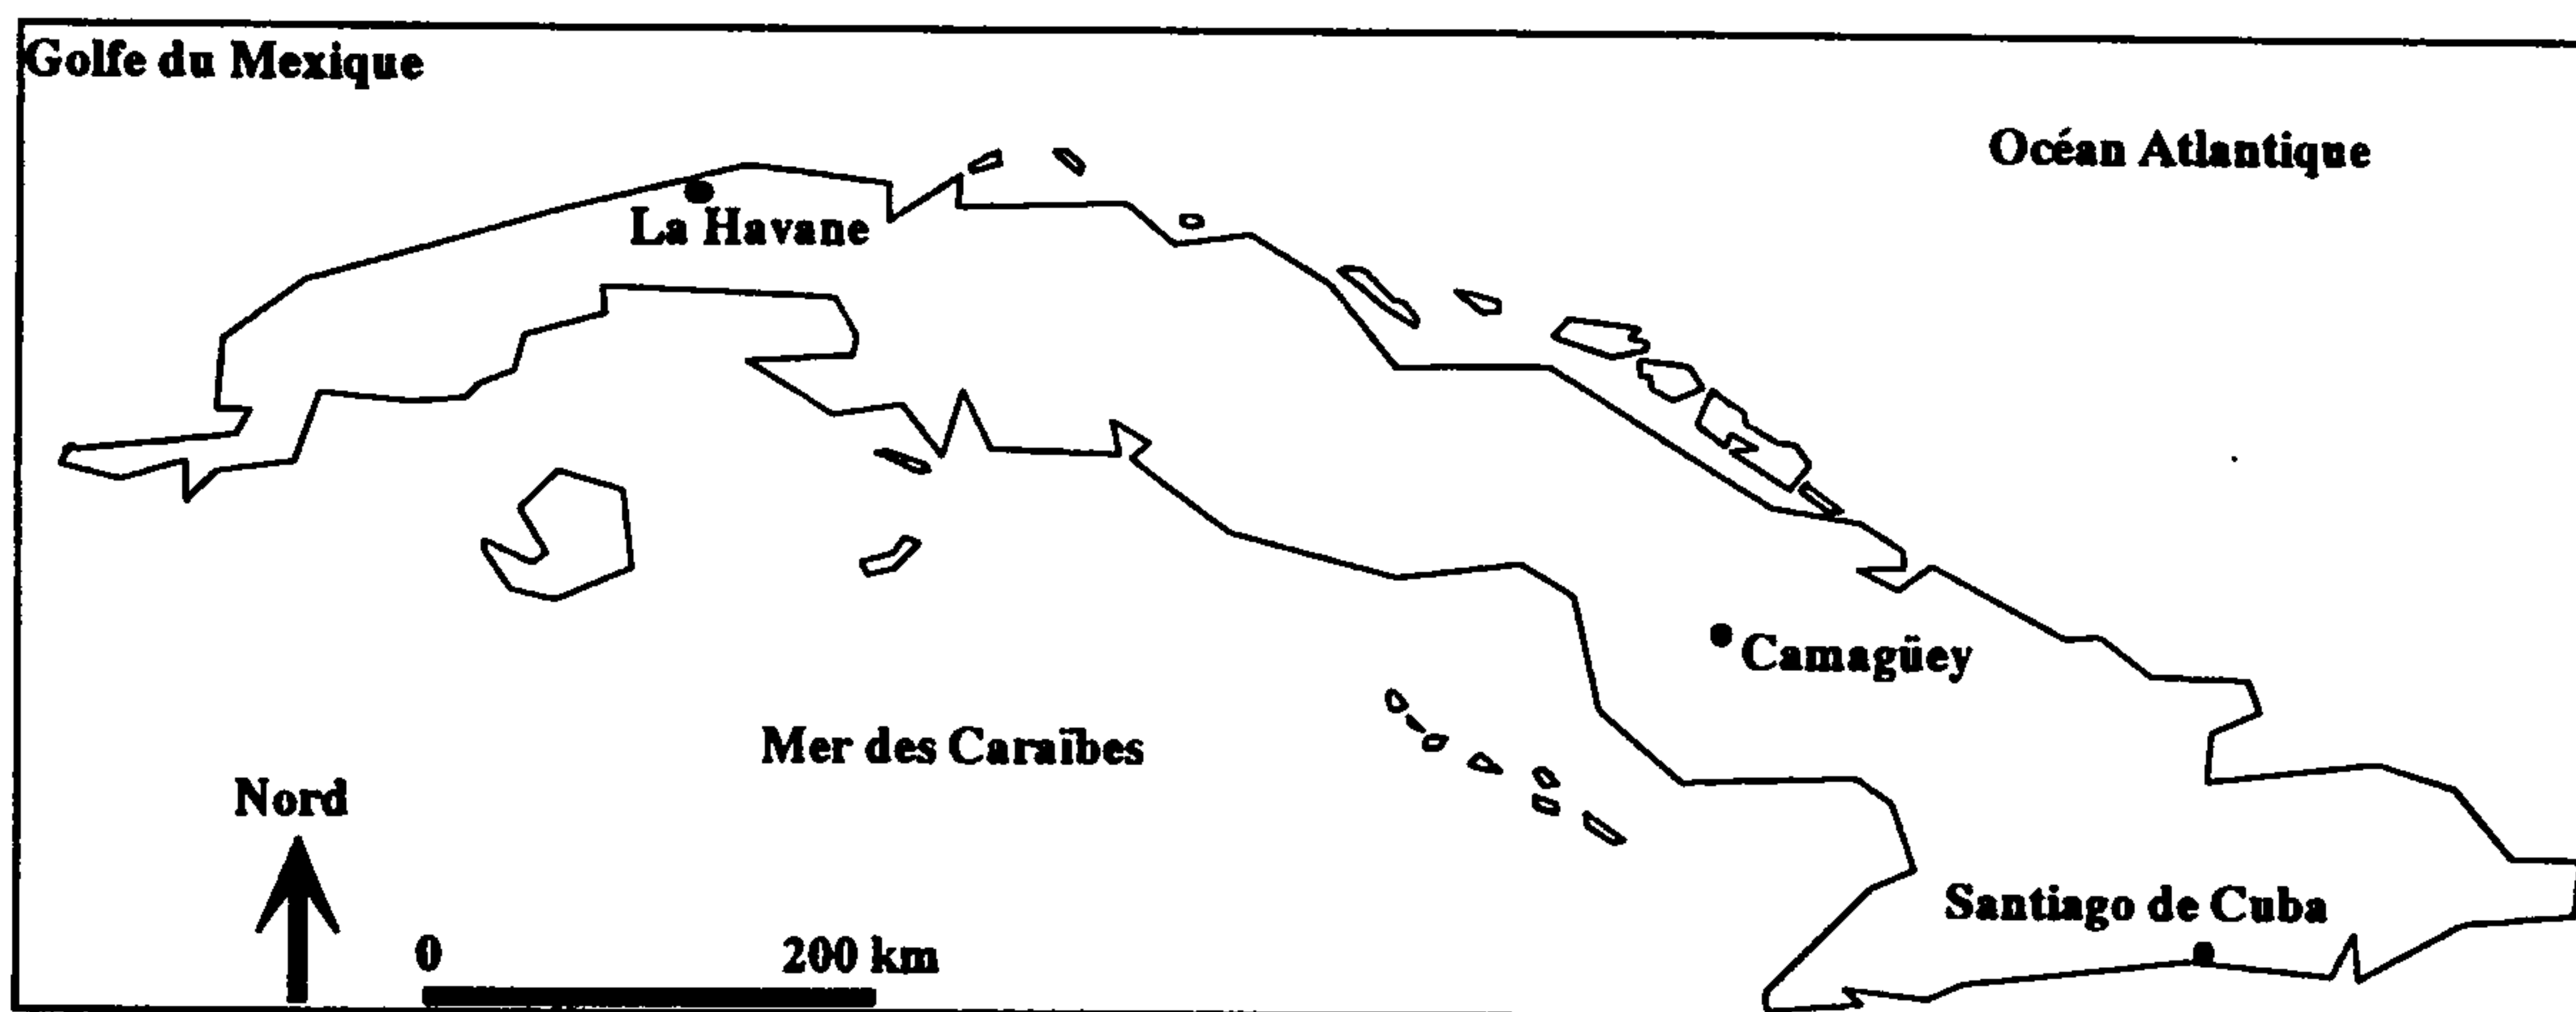 Golfe du Mexique
Océan Atlantique
La Havane
Camagüey
Mer des Caraïbes
Nord
Santiago de Cuba
0 200 km